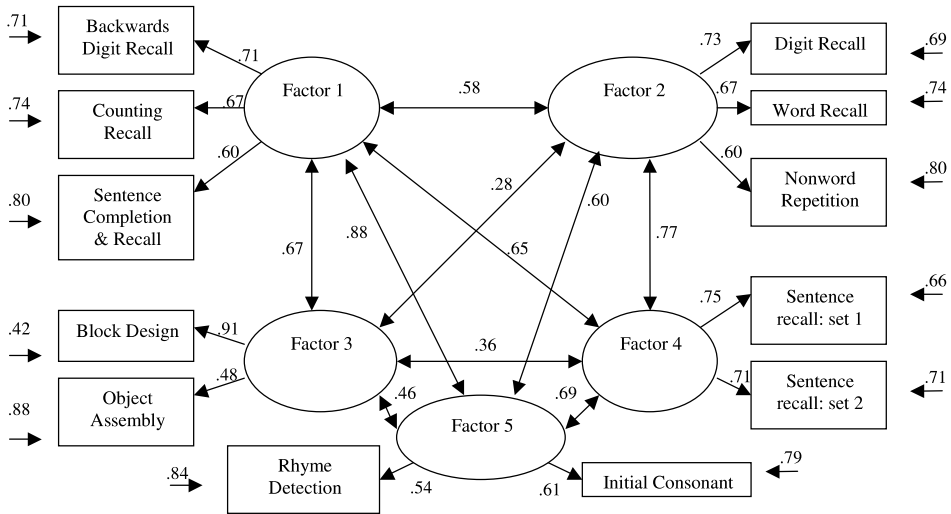 .71
Backwards
Digit Recall
.71
Factor 1
.58
Factor 2
.73
Digit Recall
.69
.74
Counting
Recall
.67
.67
Word Recall
.74
.80
Sentence
Completion
& Recall
.60
.60
Nonword
Repetition
.80
.67
.88
.28
.60
.65
.77
.42
Block Design
.91
Factor 3
.36
Factor 4
.75
Sentence
recall: set 1
.66
.88
Object
Assembly
.48
.46
Factor 5
.69
.71
Sentence
recall: set 2
.71
.84
Rhyme
Detection
.54
.61
Initial Consonant
.79